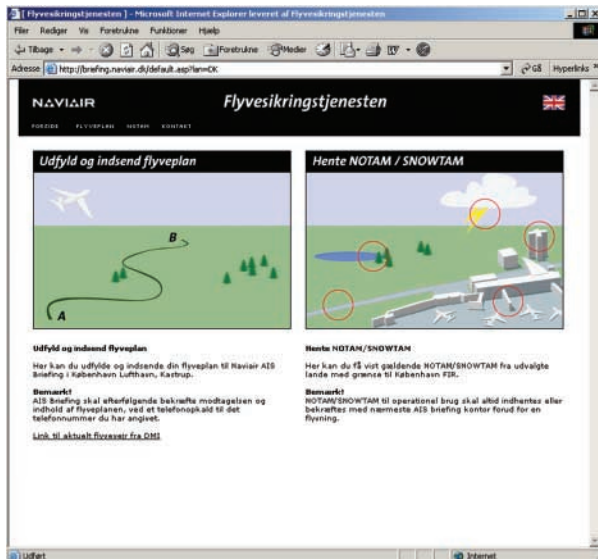 [ Flyvesikringstjenesten ] - Microsoft Internet Explorer leveret af Flyvesikringstjenesten
Filer Rediger Vis Foretrukne Funktioner Hjælp
Tilbage Søg Foretrukne Medier
Adresse http://briefing.naviair.dk/default.asp?lan=DK Gå Hyperlinks »
NAVIAIR Flyvesikringstjenesten
FORSIDE FLYVEPLAN NOTAM KONTAKT
Udfyld og indsend flyveplan
B
A
Udfyld og indsend flyveplan
Her kan du udfylde og indsende din flyveplan til Naviair AIS
Briefing i Københavns Lufthavn, Kastrup.
Bemærk!
AIS Briefing skal efterfølgende bekræfte modtagelsen og
indhold af flyveplanen, ved et telefonopkald til det
telefonnummer du har angivet.
Link til aktuelt flyvevejr fra DMI
Hente NOTAM / SNOWTAM
Hente NOTAM/SNOWTAM
Her kan du få vist gældende NOTAM/SNOWTAM fra udvalgte
lande med grænse til København FIR.
Bemærk!
NOTAM/SNOWTAM til operationel brug skal altid indhentes eller
bekræftes med nærmeste AIS briefing kontor forud for en
flyvning.
Udført Internet